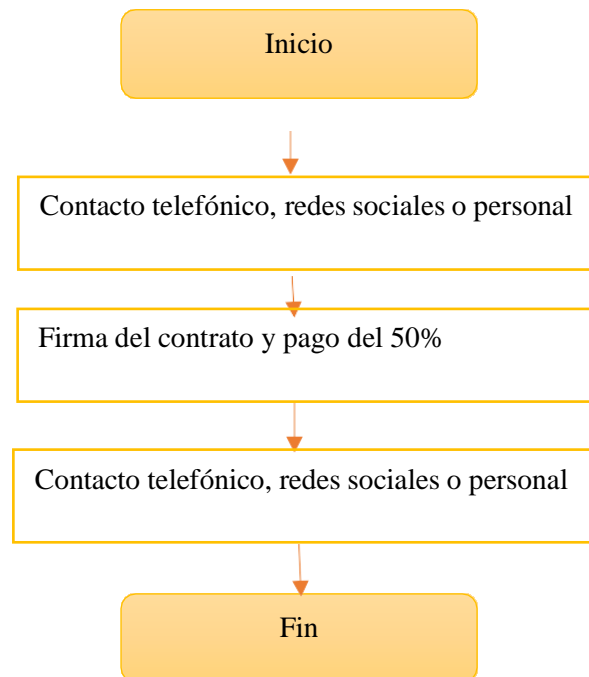 Inicio
Contacto telefónico, redes sociales o personal
Firma del contrato y pago del 50%
Contacto telefónico, redes sociales o personal
Fin